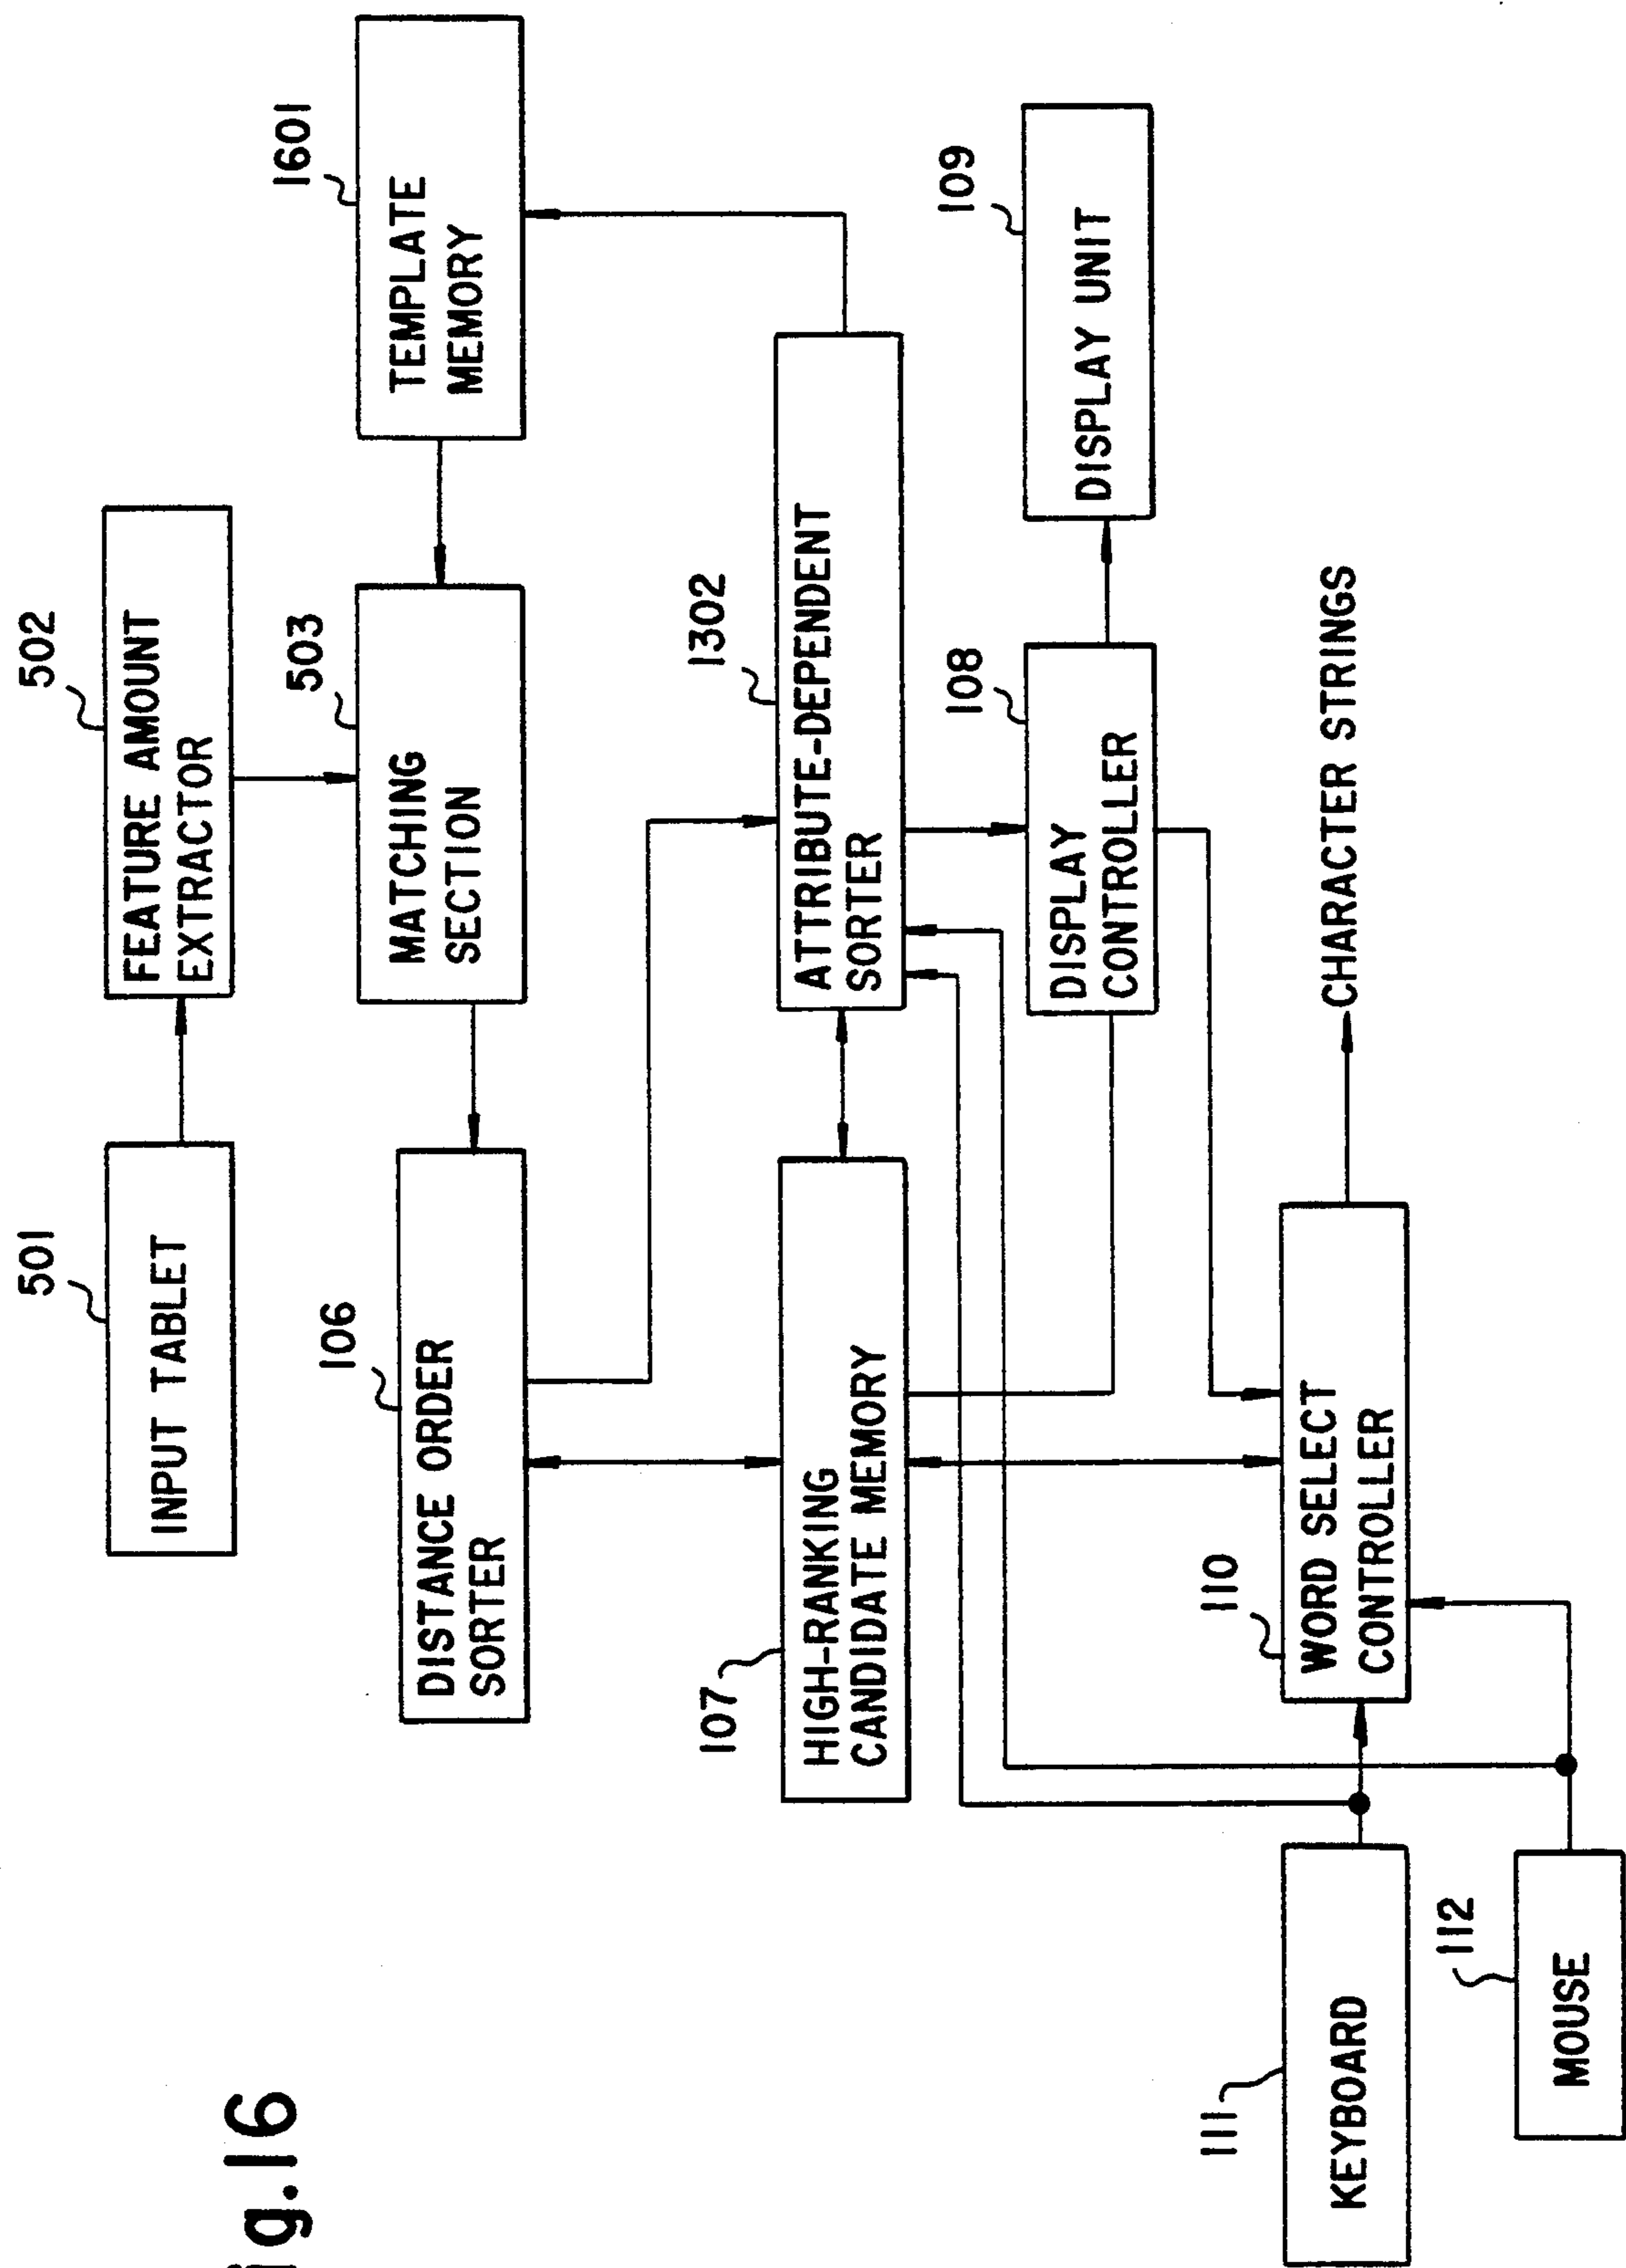 ig.16
501
INPUT TABLET
502
FEATURE AMOUNT
EXTRACTOR
106
DISTANCE ORDER
SORTER
503
MATCHING
SECTION
1601
TEMPLATE
MEMORY
107
HIGH-RANKING
CANDIDATE MEMORY
1302
ATTRIBUTE-DEPENDENT
SORTER
108
DISPLAY
CONTROLLER
109
DISPLAY UNIT
111
KEYBOARD
110
WORD SELECT
CONTROLLER
CHARACTER STRINGS
112
MOUSE